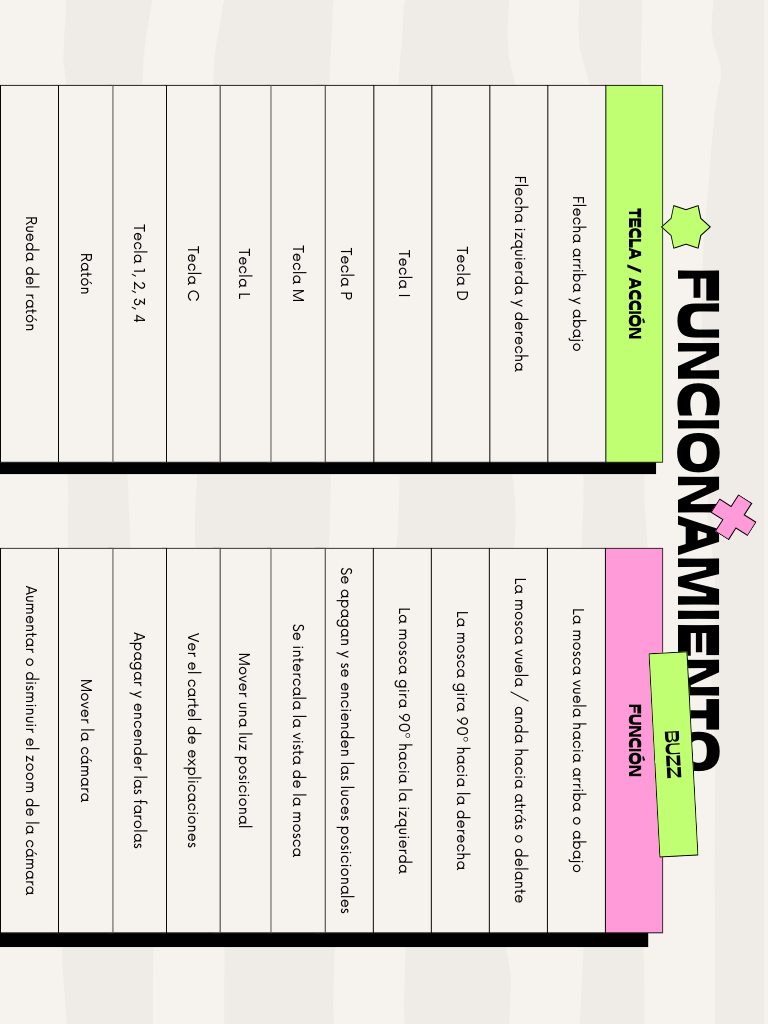 FUNCIONAMIENTO
BUZZ
TECLA / ACCIÓN
FUNCIÓN
Flecha arriba y abajo
La mosca vuela hacia arriba o abajo
Flecha izquierda y derecha
La mosca vuela / anda hacia atrás o delante
Tecla D
La mosca gira 90º hacia la derecha
Tecla I
La mosca gira 90º hacia la izquierda
Tecla P
Se apagan y se encienden las luces posicionales
Tecla M
Se intercala la vista de la mosca
Tecla L
Mover una luz posicional
Tecla C
Ver el cartel de explicaciones
Tecla 1, 2, 3, 4
Apagar y encender las farolas
Ratón
Mover la cámara
Rueda del ratón
Aumentar o disminuir el zoom de la cámara